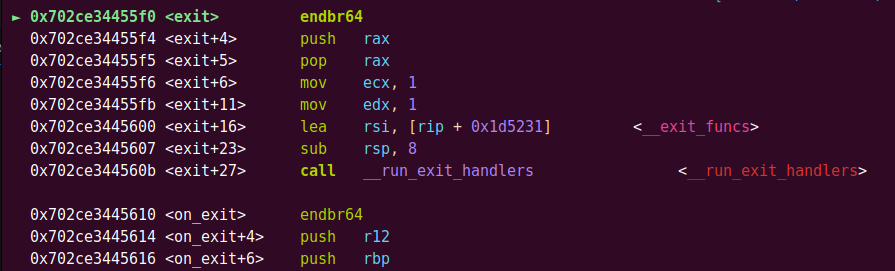 ► 0x702ce34455f0 <exit> endbr64
0x702ce34455f4 <exit+4> push rax
0x702ce34455f5 <exit+5> pop rax
0x702ce34455f6 <exit+6> mov ecx, 1
0x702ce34455fb <exit+11> mov edx, 1
0x702ce3445600 <exit+16> lea rsi, [rip + 0x1d5231] <__exit_funcs>
0x702ce3445607 <exit+23> sub rsp, 8
0x702ce344560b <exit+27> call __run_exit_handlers <__run_exit_handlers>
0x702ce3445610 <on_exit> endbr64
0x702ce3445614 <on_exit+4> push r12
0x702ce3445616 <on_exit+6> push rbp